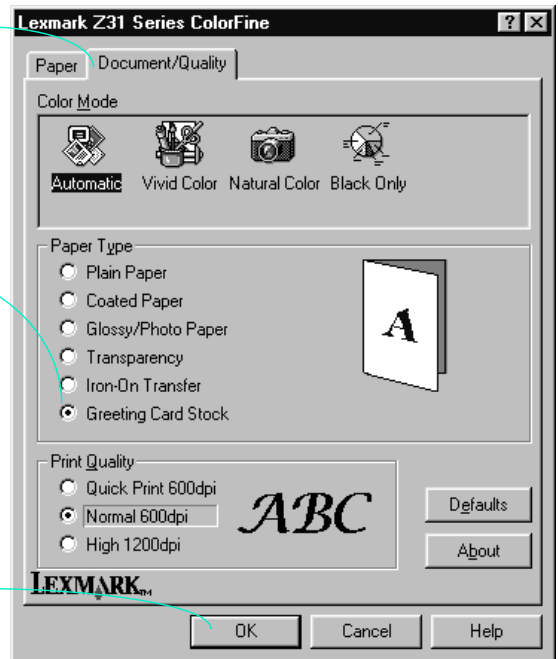 Lexmark Z31 Series ColorFine
Paper Document/Quality
Color Mode
Automatic Vivid Color Natural Color Black Only
Paper Type
Plain Paper
Coated Paper
Glossy/Photo Paper
Transparency
Iron-On Transfer
Greeting Card Stock
A
Print Quality
Quick Print 600dpi
Normal 600dpi
High 1200dpi
ABC
Defaults
About
LEXMARK™
OK Cancel Help